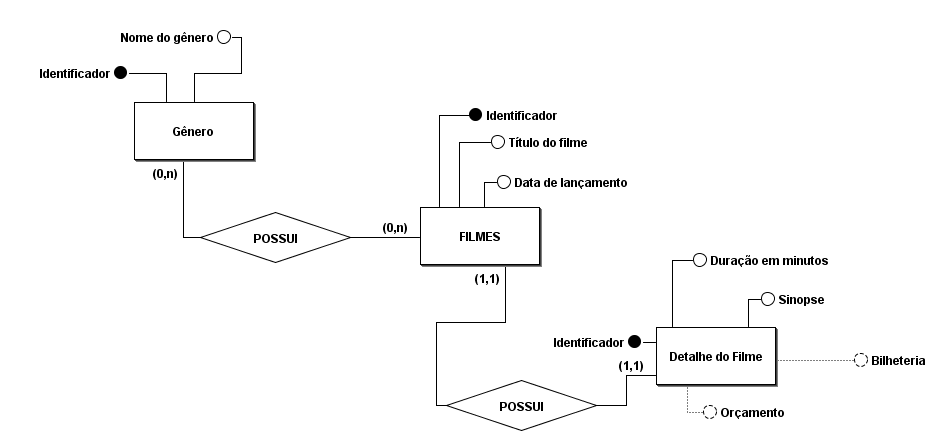 Nome do gênero
Identificador
Gênero
(0,n)
POSSUI
(0,n)
Identificador
Título do filme
Data de lançamento
FILMES
(1,1)
Duração em minutos
Sinopse
Identificador
Detalhe do Filme
Bilheteria
(1,1)
POSSUI
Orçamento